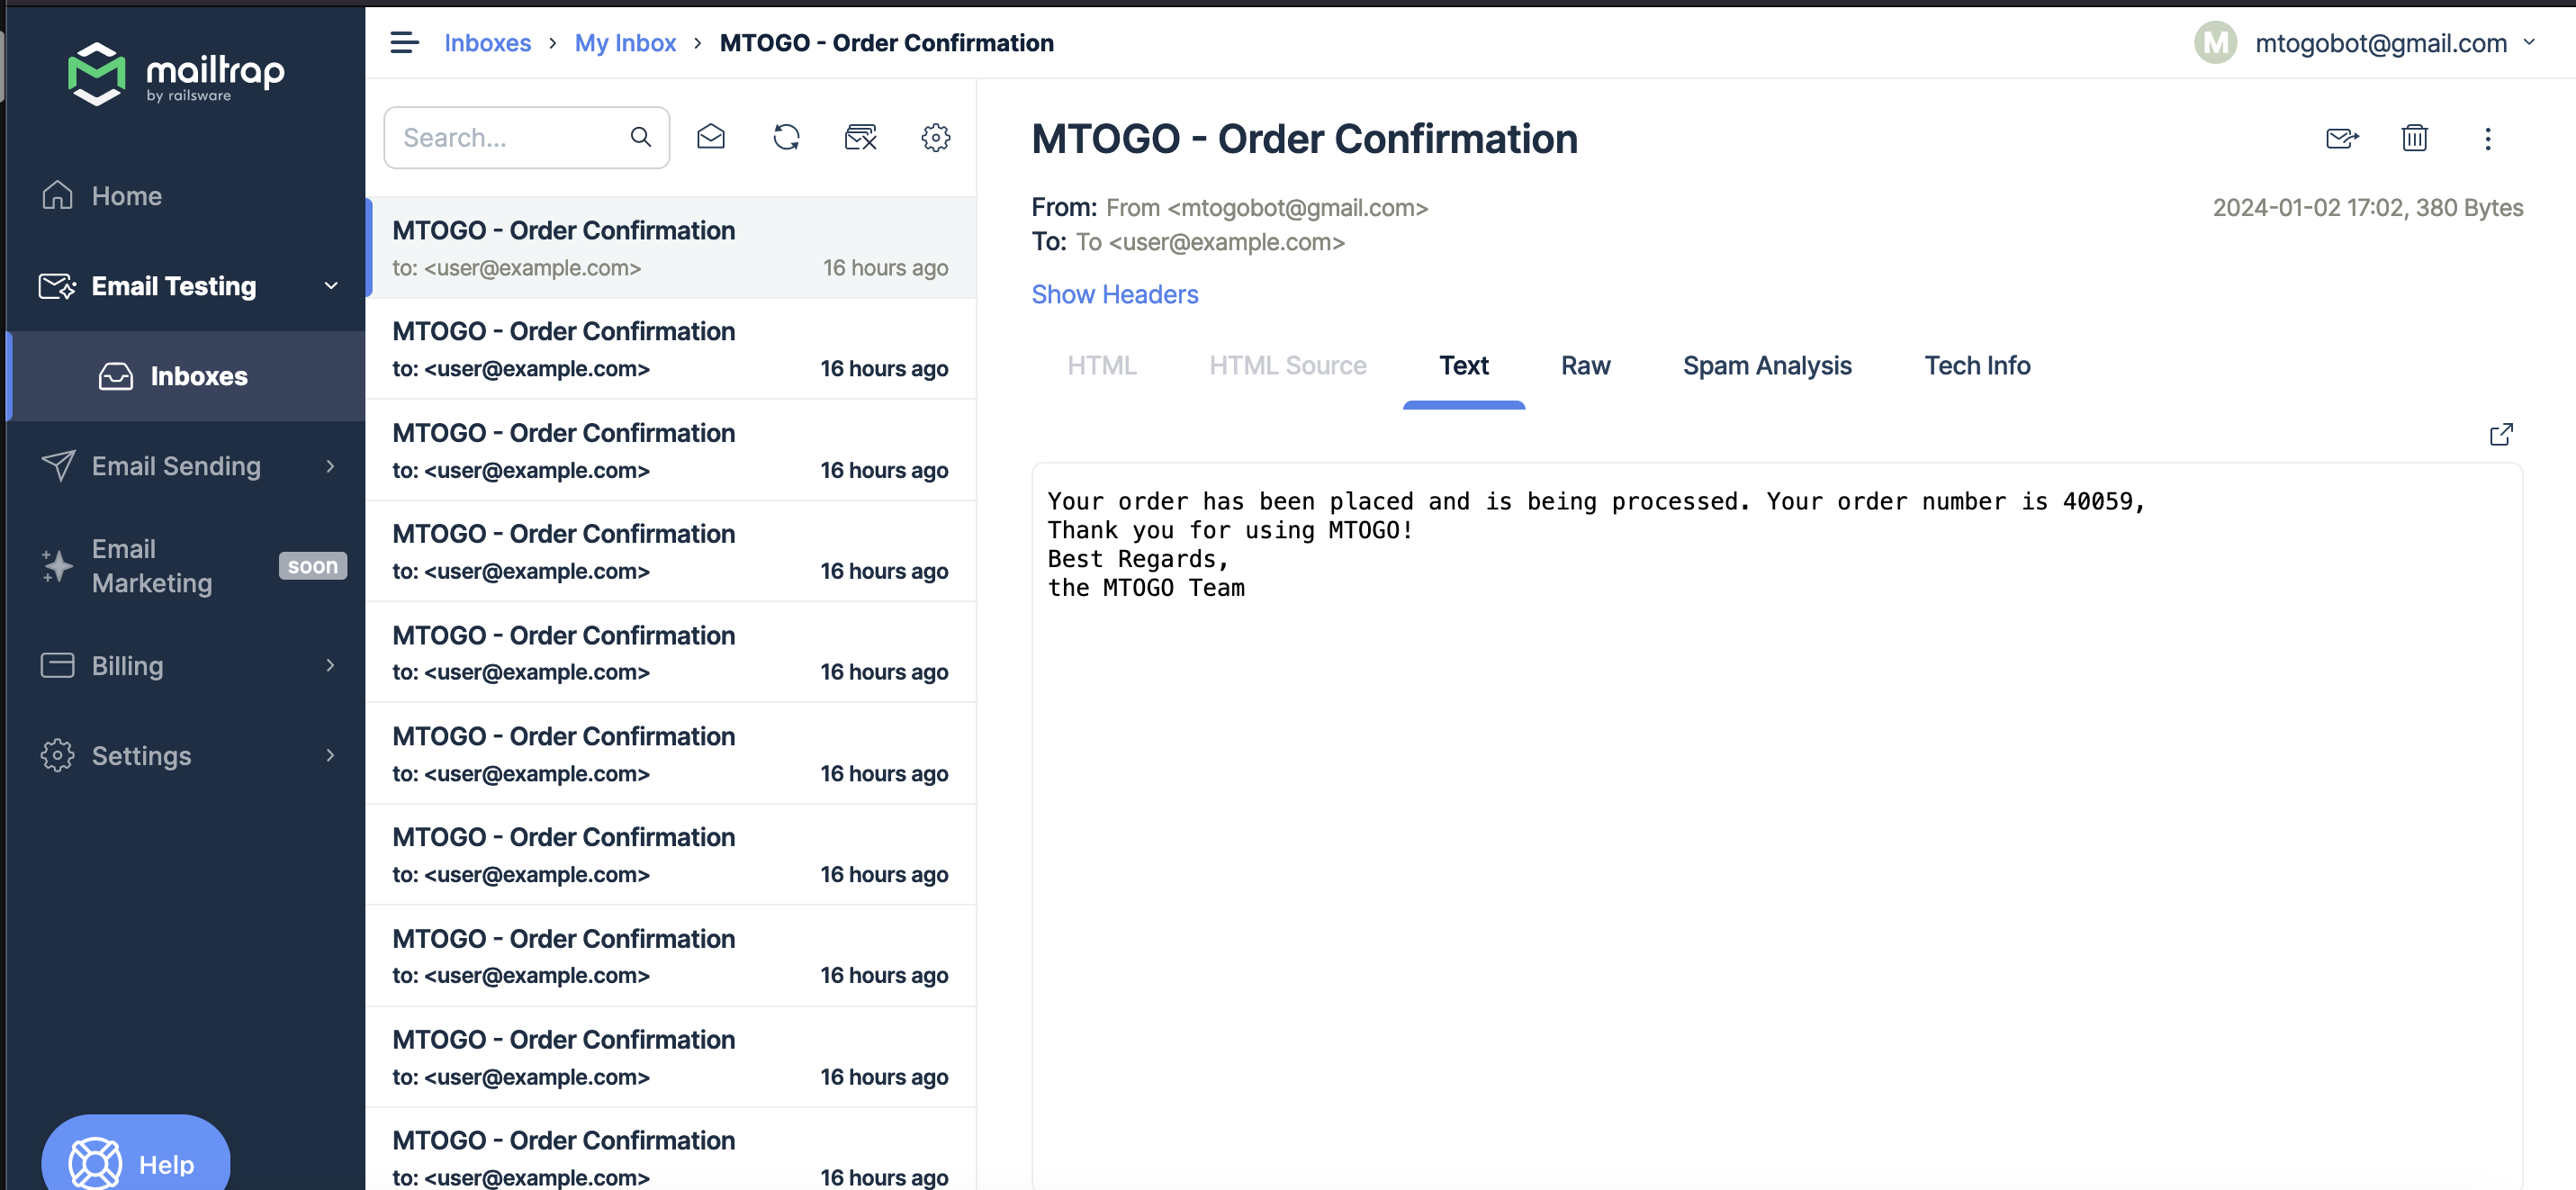 mailtrap
by railsware
Home
Email Testing
Inboxes
Email Sending
Email
Marketing
soon
Billing
Settings
Help
Inboxes > My Inbox > MTOGO - Order Confirmation
M mtogobot@gmail.com
Search...
MTOGO - Order Confirmation
to: <user@example.com> 16 hours ago
MTOGO - Order Confirmation
to: <user@example.com> 16 hours ago
MTOGO - Order Confirmation
to: <user@example.com> 16 hours ago
MTOGO - Order Confirmation
to: <user@example.com> 16 hours ago
MTOGO - Order Confirmation
to: <user@example.com> 16 hours ago
MTOGO - Order Confirmation
to: <user@example.com> 16 hours ago
MTOGO - Order Confirmation
to: <user@example.com> 16 hours ago
MTOGO - Order Confirmation
to: <user@example.com> 16 hours ago
MTOGO - Order Confirmation
to: <user@example.com> 16 hours ago
MTOGO - Order Confirmation
to: <user@example.com> 16 hours ago
MTOGO - Order Confirmation
From: From <mtogobot@gmail.com> 2024-01-02 17:02, 380 Bytes
To: To <user@example.com>
Show Headers
HTML HTML Source Text Raw Spam Analysis Tech Info
Your order has been placed and is being processed. Your order number is 40059,
Thank you for using MTOGO!
Best Regards,
the MTOGO Team